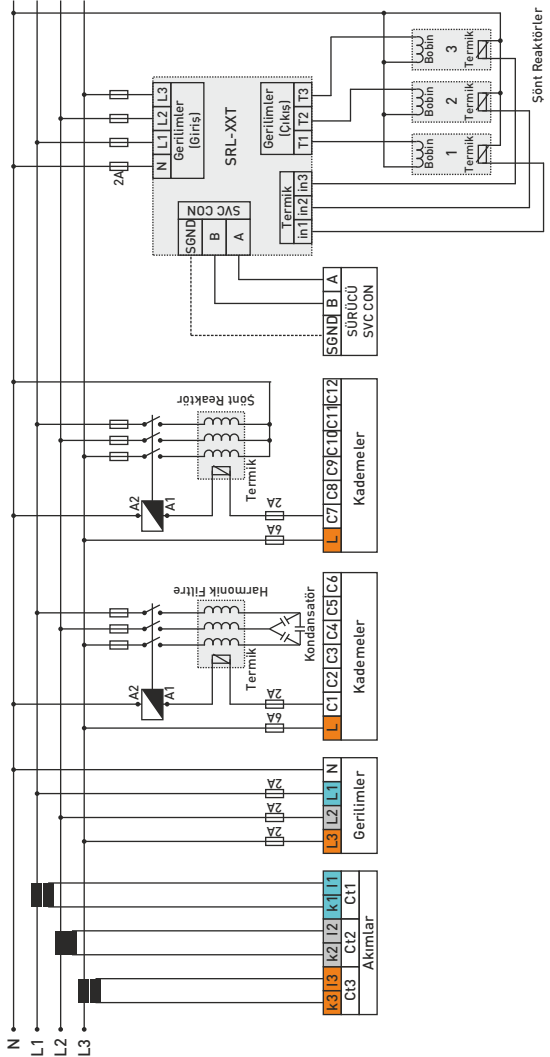 N
L1
L2
L3
k3 l3 k2 l2 k1 l1
Ct3 Ct2 Ct1
Akımlar
2A
2A
2A
L3 L2 L1 N
Gerilimler
A2
A1
Harmonik Filtre
Termik
Kondansatör
6A
2A
L C1 C2 C3 C4 C5 C6
Kademeler
A2
A1
Şönt Reaktör
Termik
6A
2A
L C7 C8 C9 C10 C11 C12
Kademeler
2A
N L1 L2 L3
Gerilimler
(Giriş)
SRL-XXT
SVC CON
SGND B A
Gerilimler
(Çıkış)
T1 T2 T3
Termik
in1 in2 in3
SGND B A
SÜRÜCÜ
SVC CON
Bobin
1
Termik
Bobin
2
Termik
Bobin
3
Termik
Şönt Reaktörler